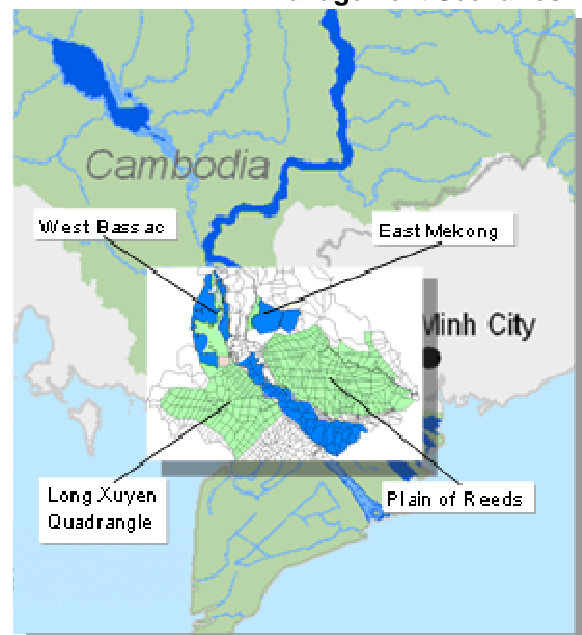 Cambodia
West Bassac
East Mekong
Minh City
Long Xuyen
Quadrangle
Plain of Reeds